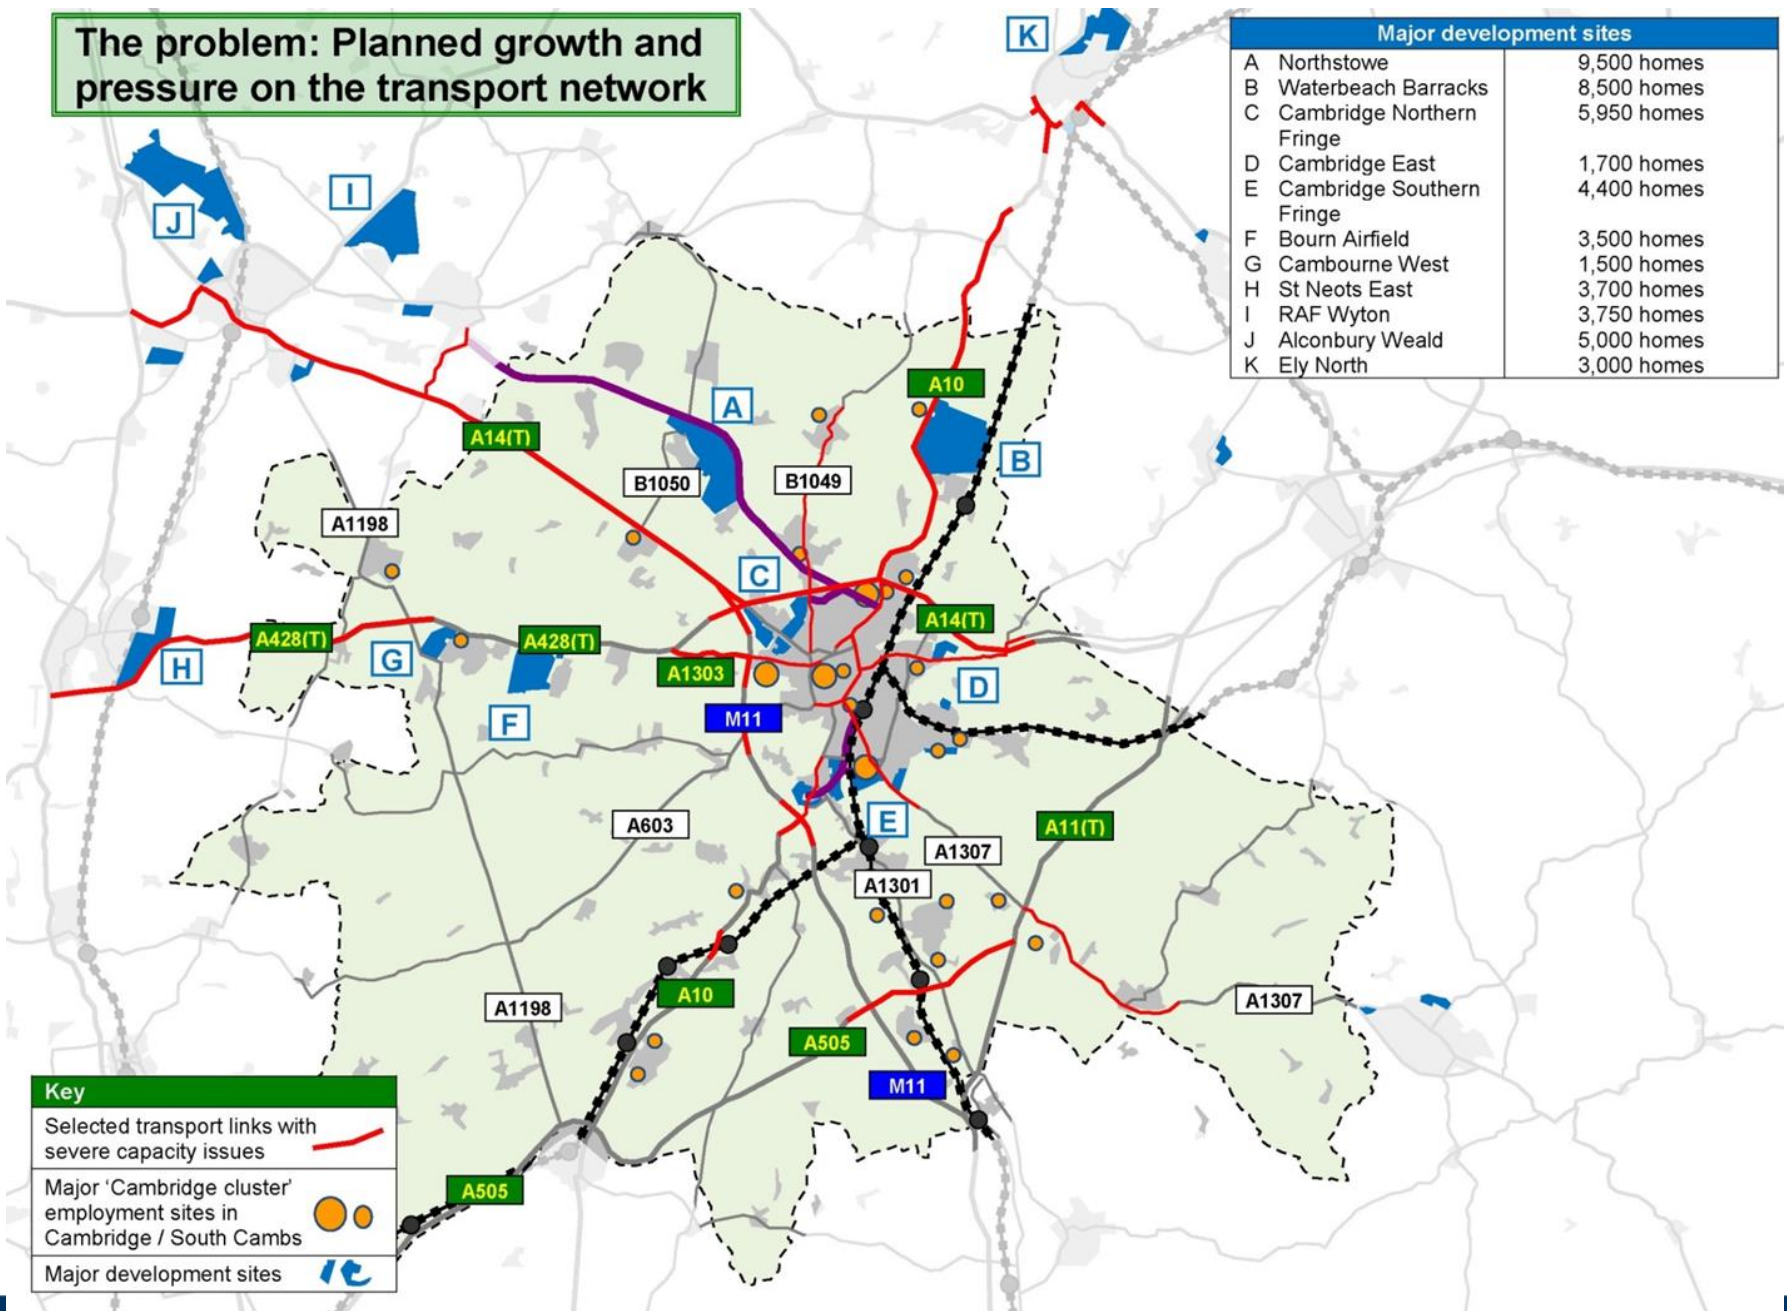 The problem: Planned growth and
pressure on the transport network
Major development sites
A Northstowe 9,500 homes
B Waterbeach Barracks 8,500 homes
C Cambridge Northern 5,950 homes
Fringe
D Cambridge East 1,700 homes
E Cambridge Southern 4,400 homes
Fringe
F Bourn Airfield 3,500 homes
G Cambourne West 1,500 homes
H St Neots East 3,700 homes
I RAF Wyton 3,750 homes
J Alconbury Weald 5,000 homes
K Ely North 3,000 homes
K
I
J
A10
A
A14(T)
B
B1050
B1049
A1198
C
A14(T)
A428(T)
A428(T)
G
H
A1303
D
M11
F
E
A603
A11(T)
A1307
A1301
A10
A1198
A1307
A505
M11
A505
Key
Selected transport links with
severe capacity issues
Major ‘Cambridge cluster’
employment sites in
Cambridge / South Cambs
Major development sites